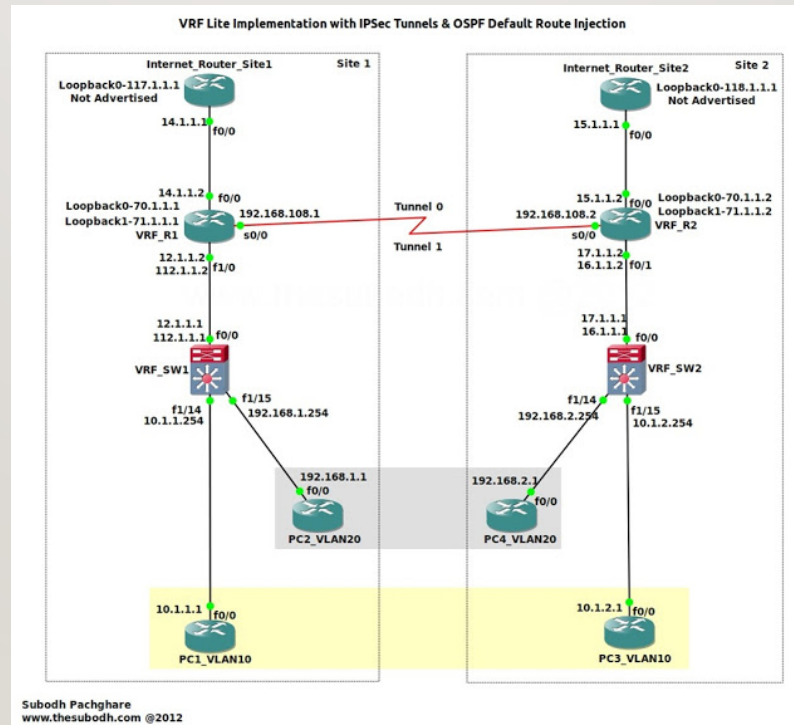 VRF Lite Implementation with IPSec Tunnels & OSPF Default Route Injection
Site 1
Internet_Router_Site1
Loopback0-117.1.1.1
Not Advertised
14.1.1.1
f0/0
14.1.1.2
f0/0
Loopback0-70.1.1.1
Loopback1-71.1.1.1
VRF_R1
192.168.108.1
s0/0
12.1.1.2
112.1.1.2
f1/0
Tunnel 0
Tunnel 1
12.1.1.1
112.1.1.1
f0/0
VRF_SW1
f1/14
10.1.1.254
f1/15
192.168.1.254
192.168.1.1
f0/0
PC2_VLAN20
10.1.1.1
f0/0
PC1_VLAN10
Site 2
Internet_Router_Site2
Loopback0-118.1.1.1
Not Advertised
15.1.1.1
f0/0
15.1.1.2
f0/0
Loopback0-70.1.1.2
Loopback1-71.1.1.2
VRF_R2
192.168.108.2
s0/0
17.1.1.2
16.1.1.2
f0/1
17.1.1.1
16.1.1.1
f0/0
VRF_SW2
f1/14
192.168.2.254
f1/15
10.1.2.254
192.168.2.1
f0/0
PC4_VLAN20
10.1.2.1
f0/0
PC3_VLAN10
Subodh Pachghare
www.thesubodh.com @2012